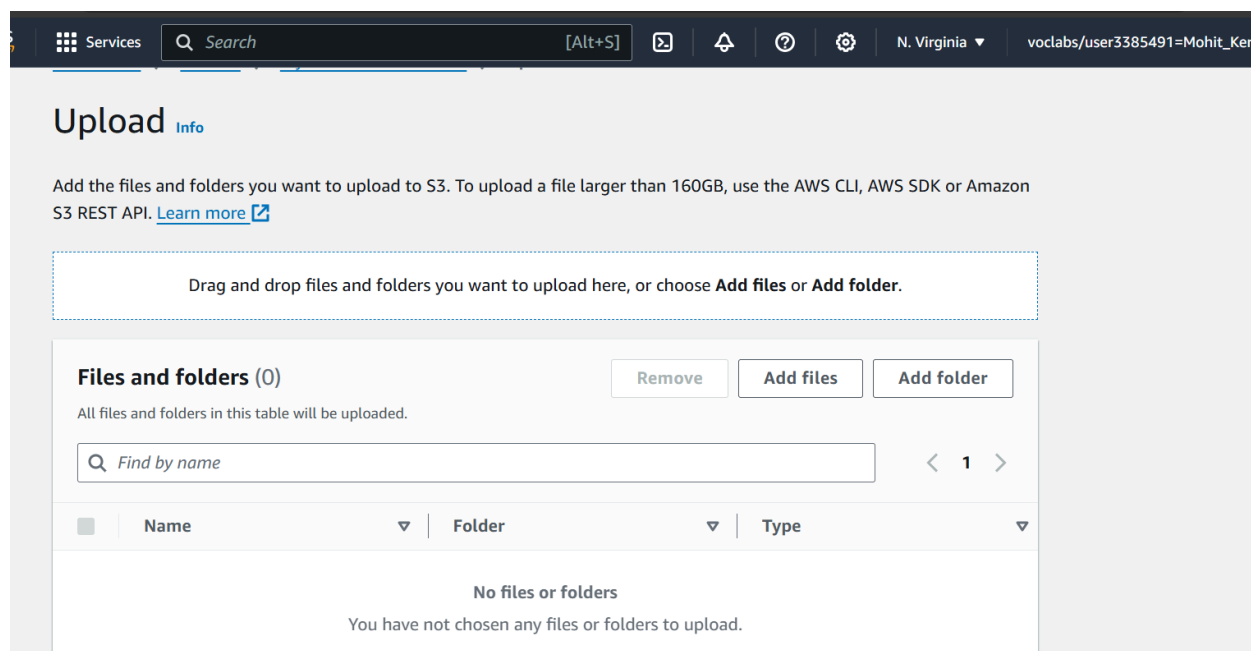 Services
Search [Alt+S]
N. Virginia
voclabs/user3385491=Mohit_Ker
Upload Info
Add the files and folders you want to upload to S3. To upload a file larger than 160GB, use the AWS CLI, AWS SDK or Amazon
S3 REST API. Learn more
Drag and drop files and folders you want to upload here, or choose Add files or Add folder.
Files and folders (0)
Remove Add files Add folder
All files and folders in this table will be uploaded.
Find by name
1
Name Folder Type
No files or folders
You have not chosen any files or folders to upload.